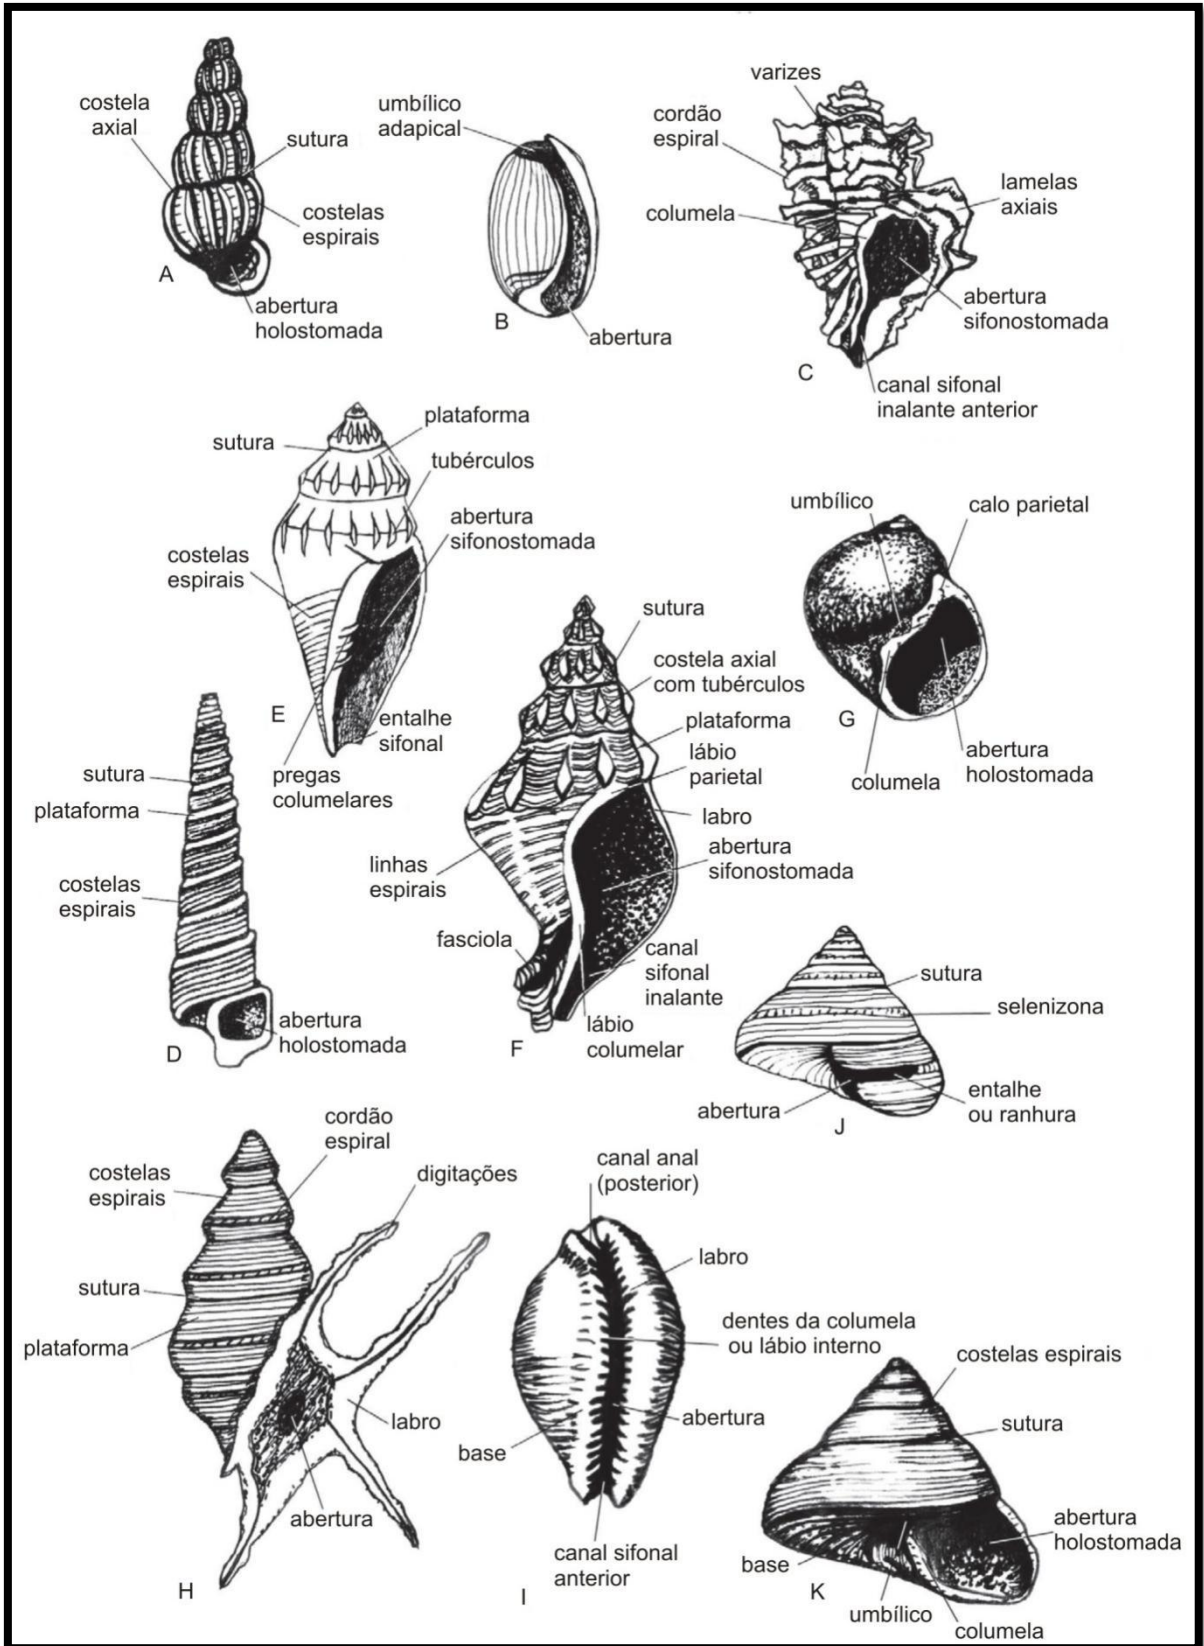 costela
axial
sutura
costelas
espirais
A
abertura
holostomada
umbílico
adapical
B
abertura
varizes
cordão
espiral
columela
lamelas
axiais
abertura
sifonostomada
C
canal sifonal
inalante anterior
sutura
plataforma
tubérculos
abertura
sifonostomada
costelas
espirais
E
entalhe
sifonal
pregas
columelares
umbílico
calo parietal
G
columela
abertura
holostomada
sutura
plataforma
costelas
espirais
D
abertura
holostomada
sutura
costela axial
com tubérculos
plataforma
lábio
parietal
labro
abertura
sifonostomada
linhas
espirais
fasciola
canal
sifonal
inalante
F
lábio
columelar
sutura
selenizona
abertura
entalhe
ou ranhura
J
cordão
espiral
costelas
espirais
digitações
sutura
plataforma
labro
abertura
H
canal anal
(posterior)
labro
dentes da columela
ou lábio interno
abertura
base
canal sifonal
anterior
I
costelas espirais
sutura
abertura
holostomada
base
K
umbílico
columela